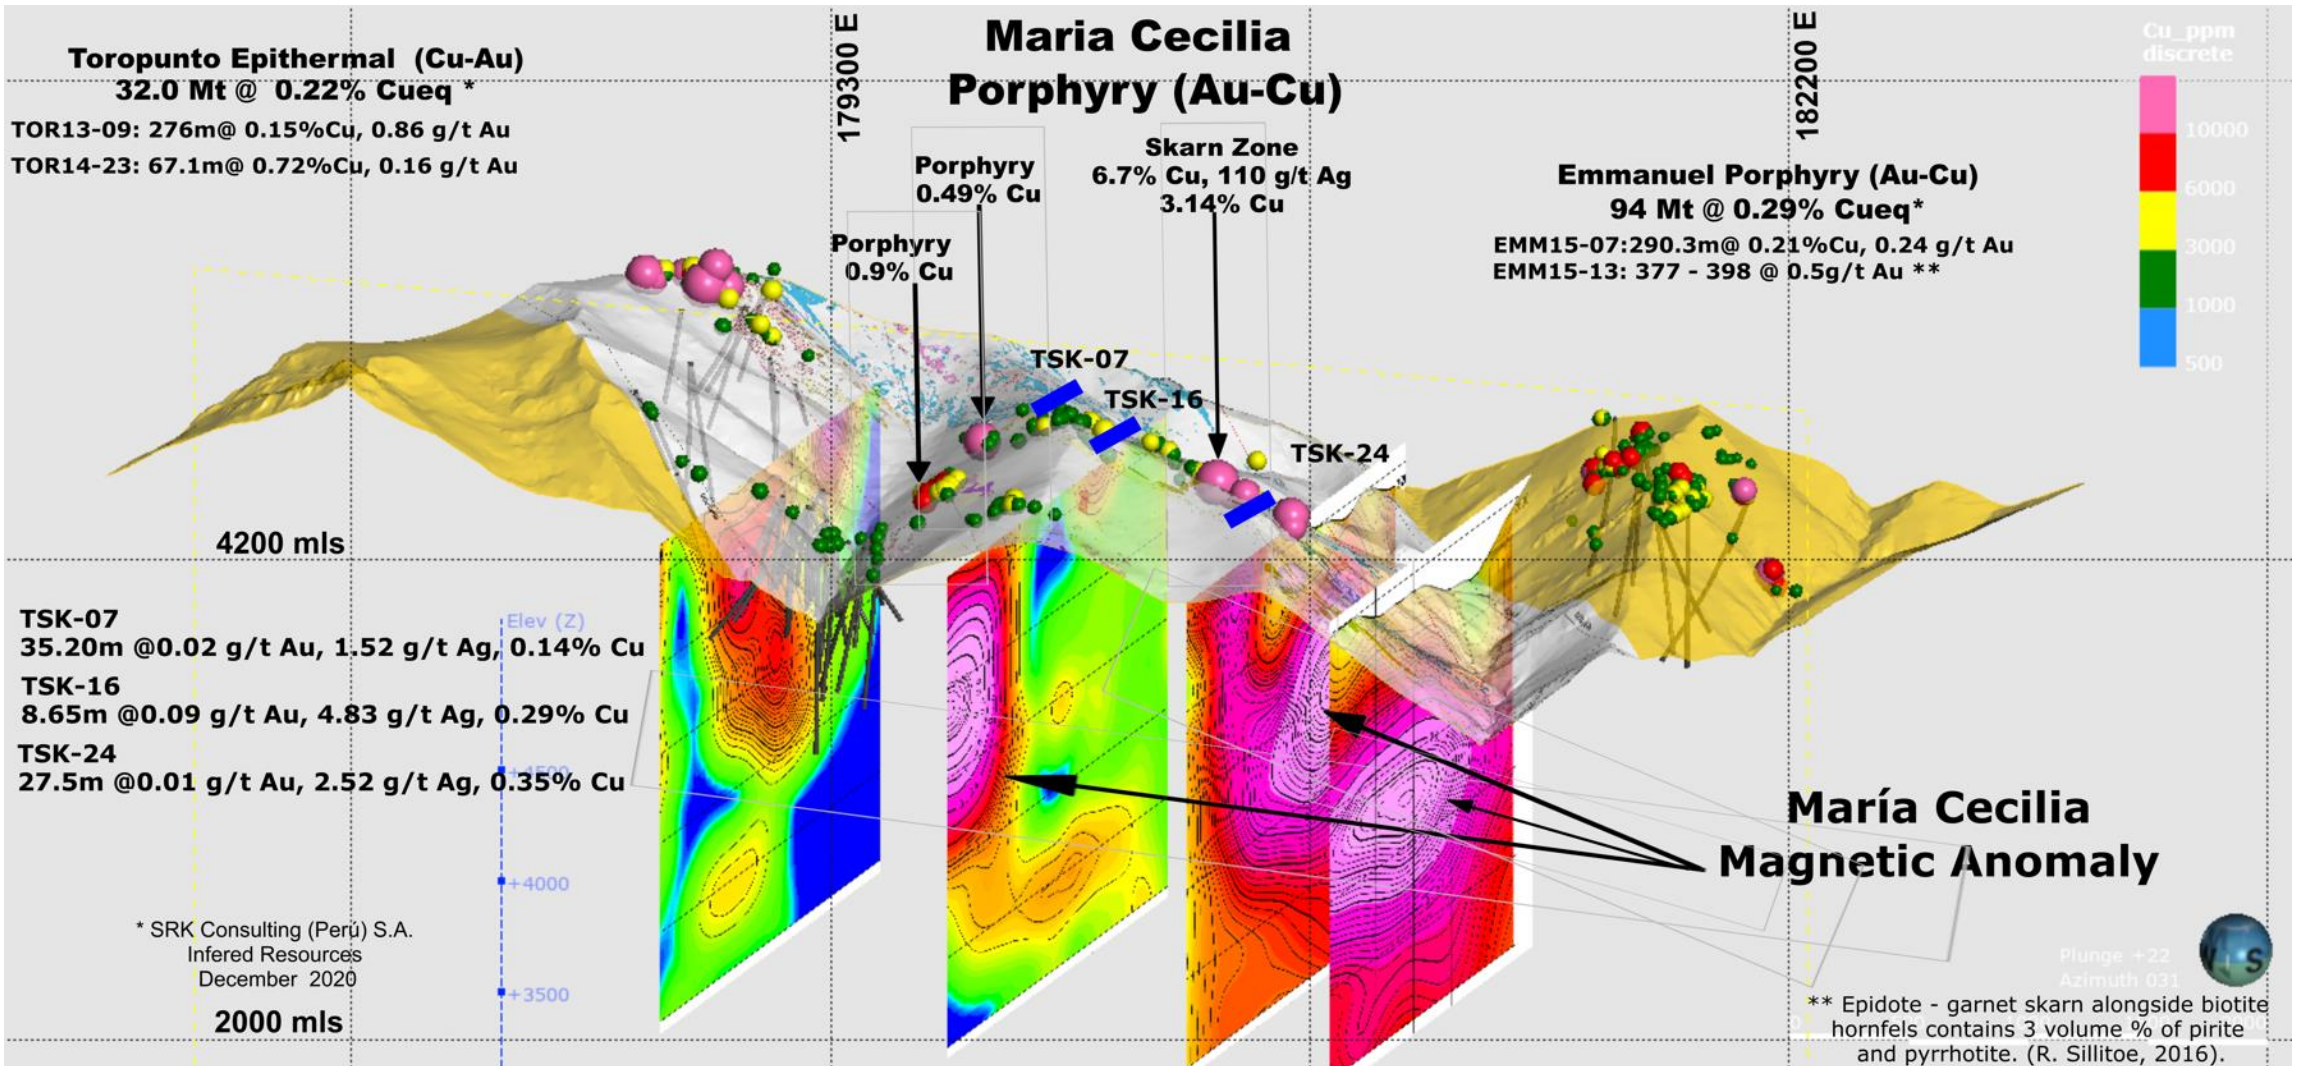 Toropunto Epithermal (Cu-Au)
32.0 Mt @ 0.22% Cueq *
TOR13-09: 276m@ 0.15%Cu, 0.86 g/t Au
TOR14-23: 67.1m@ 0.72%Cu, 0.16 g/t Au
179300 E
Maria Cecilia
Porphyry (Au-Cu)
Porphyry
0.49% Cu
Porphyry
0.9% Cu
Skarn Zone
6.7% Cu, 110 g/t Ag
3.14% Cu
1822200 E
Emmanuel Porphyry (Au-Cu)
94 Mt @ 0.29% Cueq*
EMM15-07:290.3m@ 0.21%Cu, 0.24 g/t Au
EMM15-13: 377 - 398 @ 0.5g/t Au **
Cu_ppm
discrete
10000
6000
3000
1000
500
TSK-07
TSK-16
TSK-24
4200 mls
TSK-07
35.20m @0.02 g/t Au, 1.52 g/t Ag, 0.14% Cu
TSK-16
8.65m @0.09 g/t Au, 4.83 g/t Ag, 0.29% Cu
TSK-24
27.5m @0.01 g/t Au, 2.52 g/t Ag, 0.35% Cu
Elev (Z)
+4500
+4000
+3500
* SRK Consulting (Perú) S.A.
Infered Resources
December 2020
2000 mls
María Cecilia
Magnetic Anomaly
Plunge +22
Azimuth 031
S
** Epidote - garnet skarn alongside biotite
hornfels contains 3 volume % of pirite
and pyrrhotite. (R. Sillitoe, 2016).